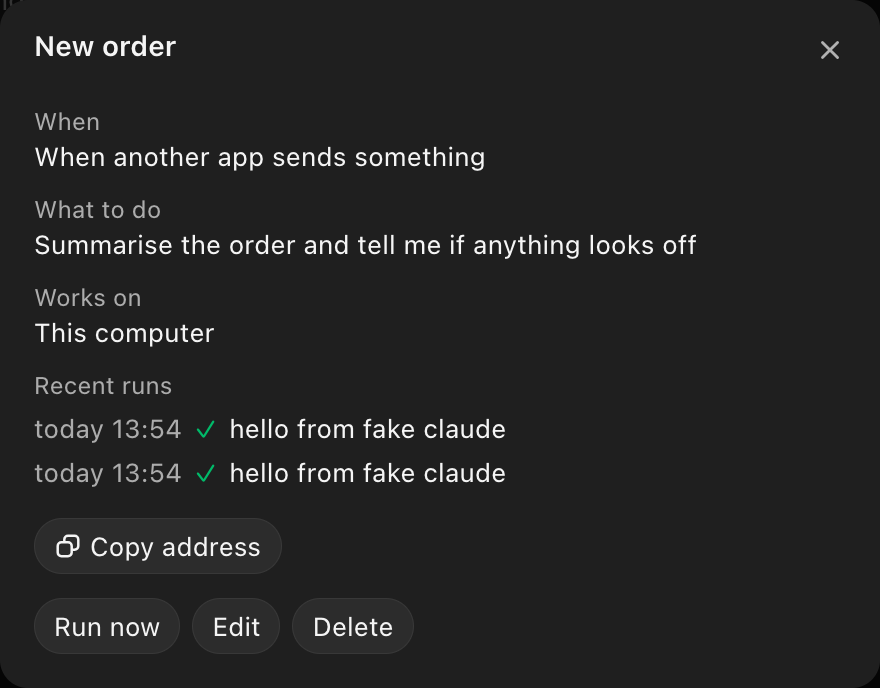 New order
When
When another app sends something
What to do
Summarise the order and tell me if anything looks off
Works on
This computer
Recent runs
today 13:54 ✓ hello from fake claude
today 13:54 ✓ hello from fake claude
Copy address
Run now Edit Delete